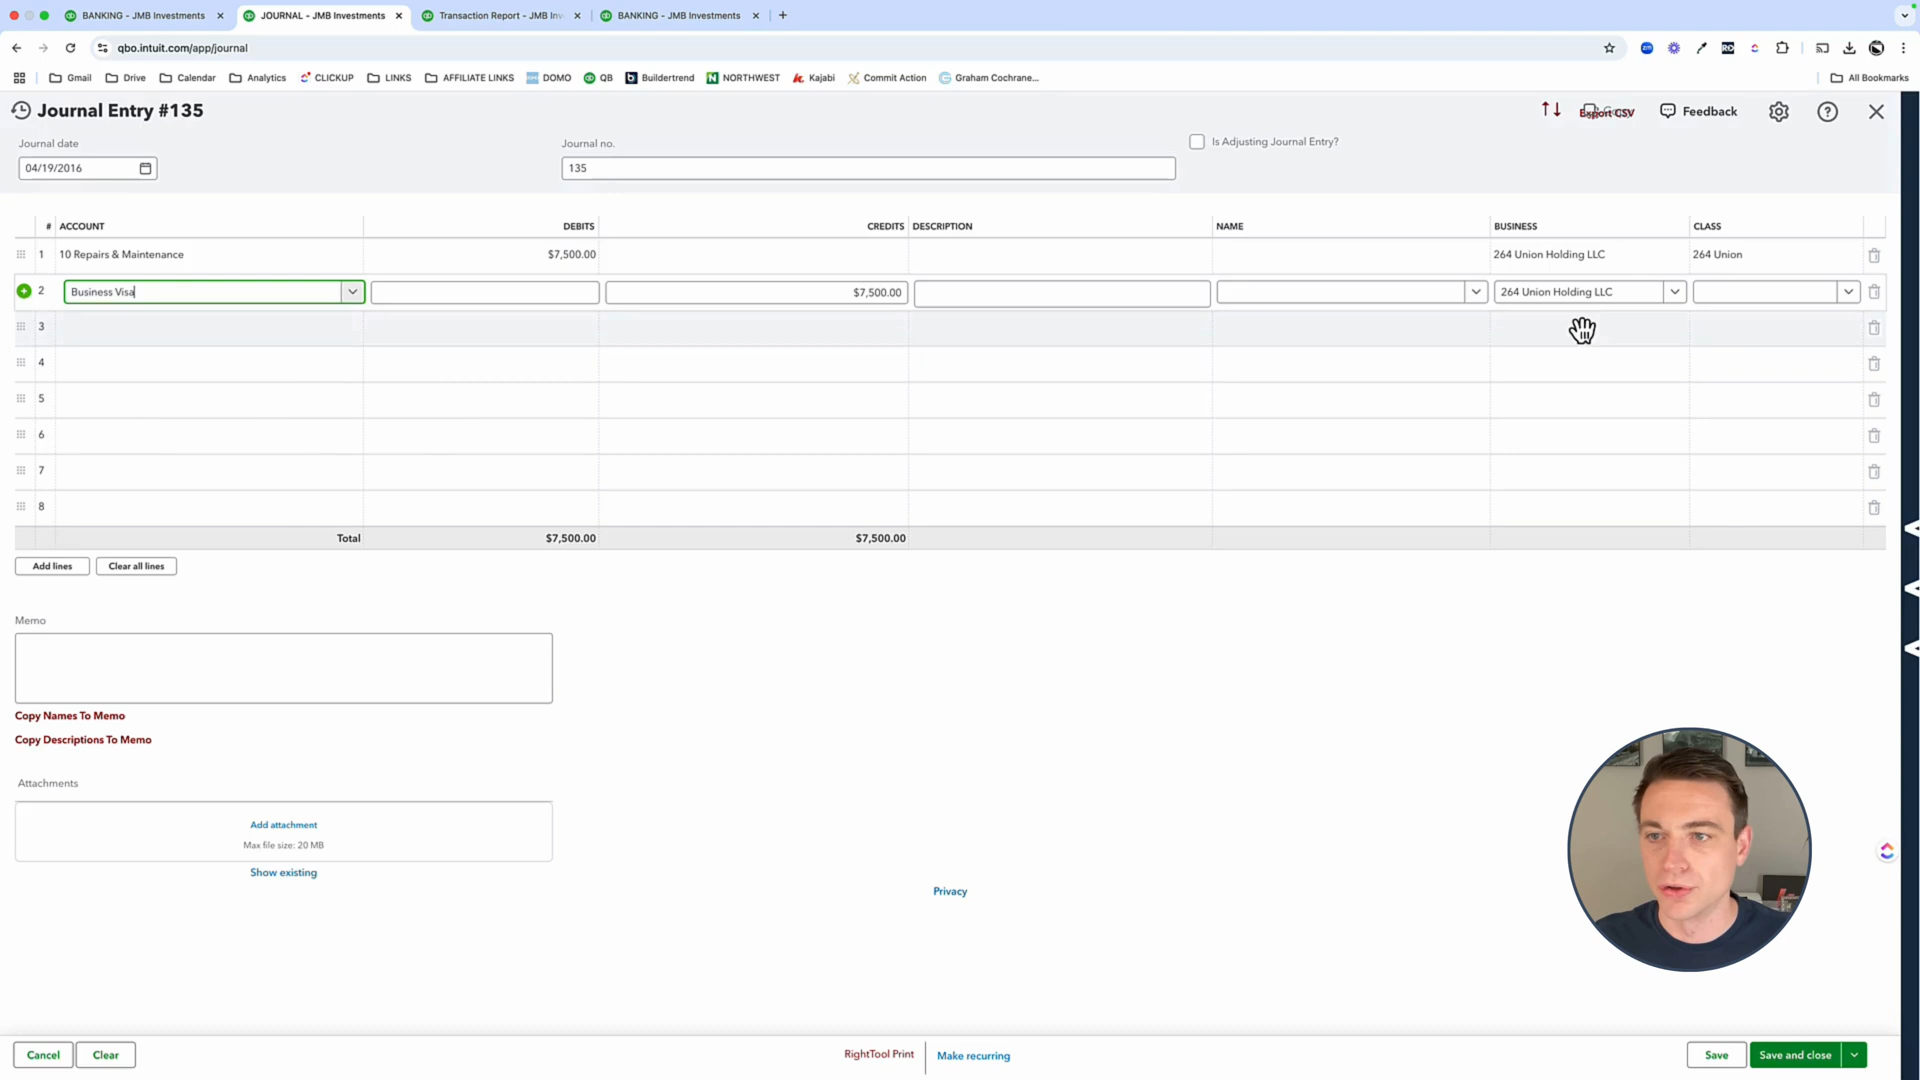 BANKING - JMB Investments
JOURNAL - JMB Investments
Transaction Report - JMB Inv
BANKING - JMB Investments
qbo.intuit.com/app/journal
Gmail
Drive
Calendar
Analytics
CLICKUP
LINKS
AFFILIATE LINKS
DOMO
QB
Buildertrend
NORTHWEST
Kajabi
Commit Action
Graham Cochrane...
All Bookmarks
Journal Entry #135
Export CSV
Feedback
Journal date
Journal no.
Is Adjusting Journal Entry?
04/19/2016
135
# ACCOUNT DEBITS CREDITS DESCRIPTION NAME BUSINESS CLASS
1 10 Repairs & Maintenance $7,500.00 264 Union Holding LLC 264 Union
2 Business Visa $7,500.00 264 Union Holding LLC
3
4
5
6
7
8
Total $7,500.00 $7,500.00
Add lines
Clear all lines
Memo
Copy Names To Memo
Copy Descriptions To Memo
Attachments
Add attachment
Max file size: 20 MB
Show existing
Privacy
Cancel
Clear
RightTool Print
Make recurring
Save
Save and close